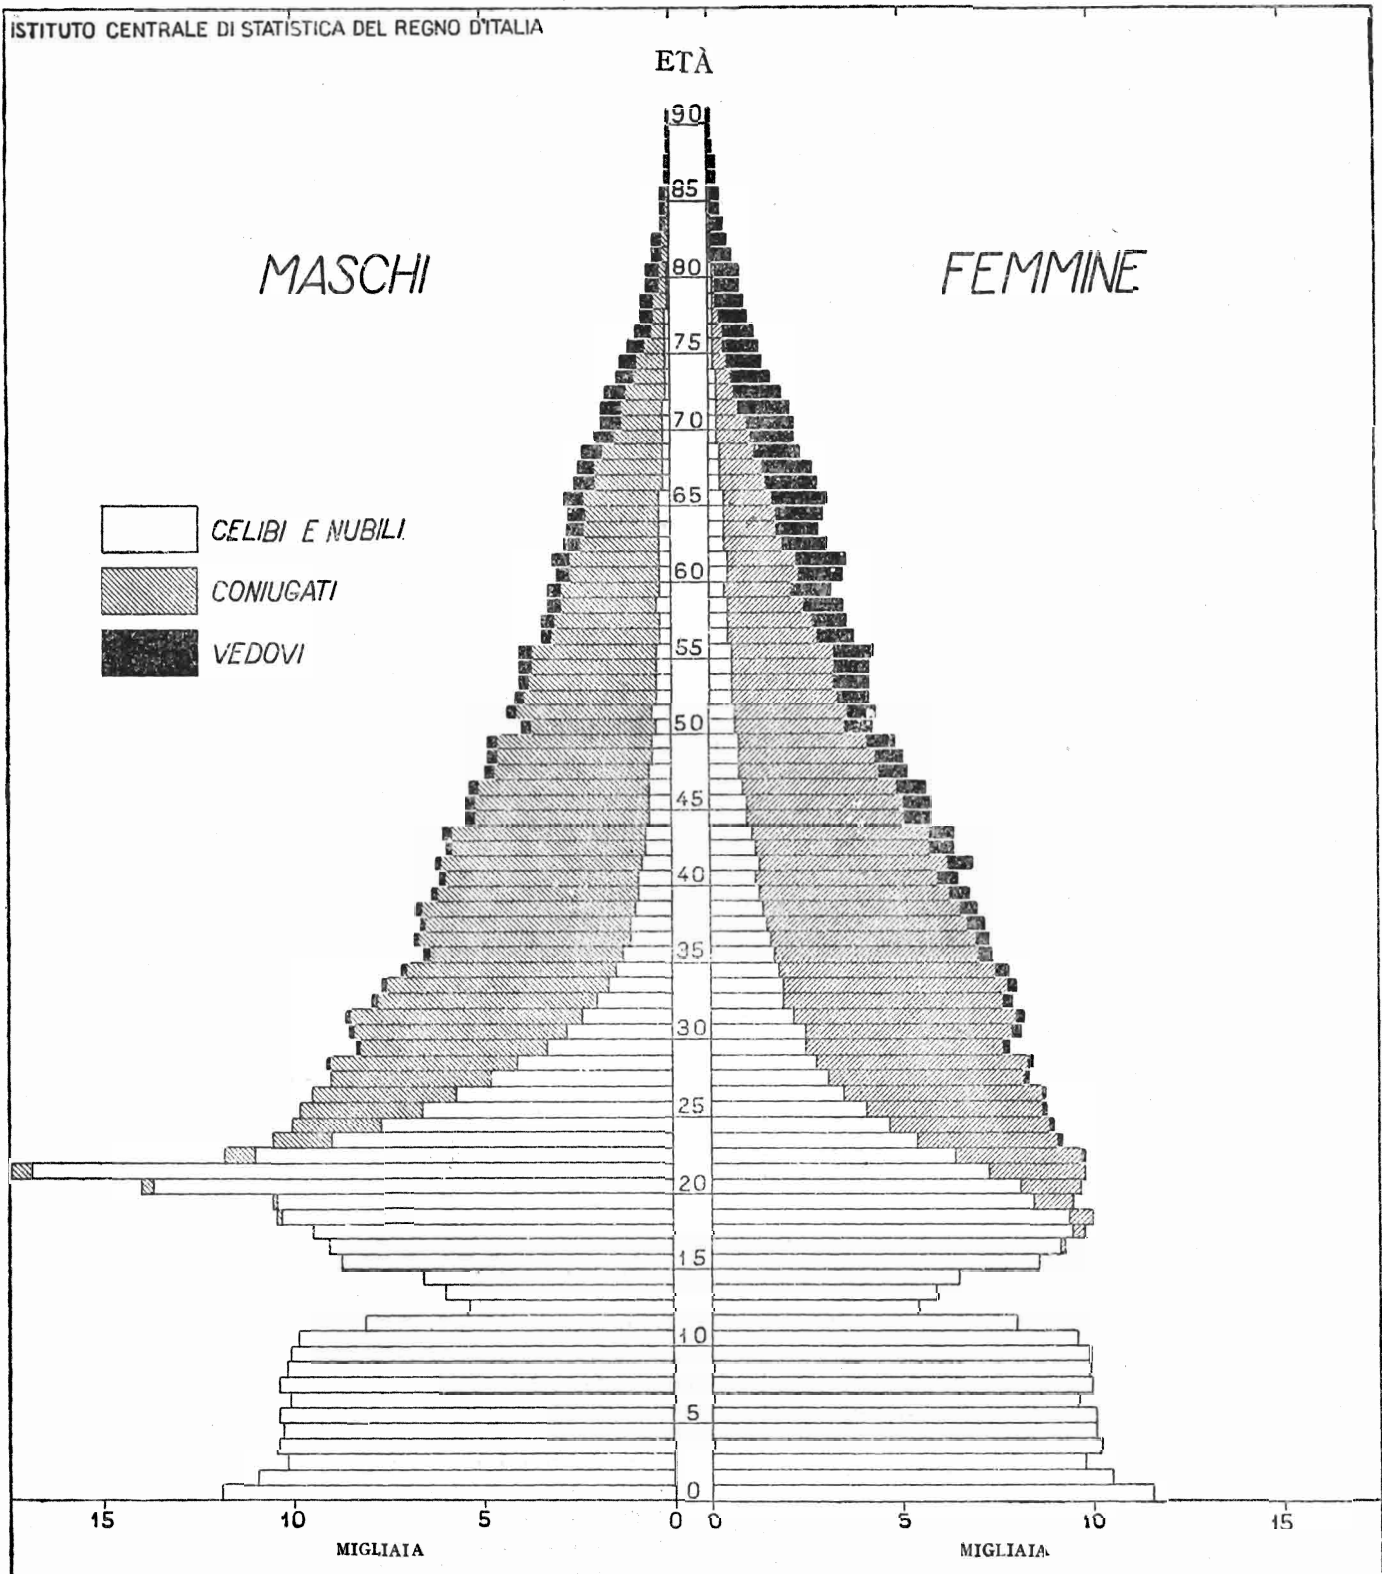 ISTITUTO CENTRALE DI STATISTICA DEL REGNO D'ITALIA
ETÀ
90
85
MASCHI
FEMMINE
80
75
70
65
CELIBI E NUBILI
60
CONIUGATI
55
VEDOVI
50
45
40
35
30
25
20
15
10
5
0
15 10 5 0 0 5 10 15
MIGLIAIA MIGLIAIA